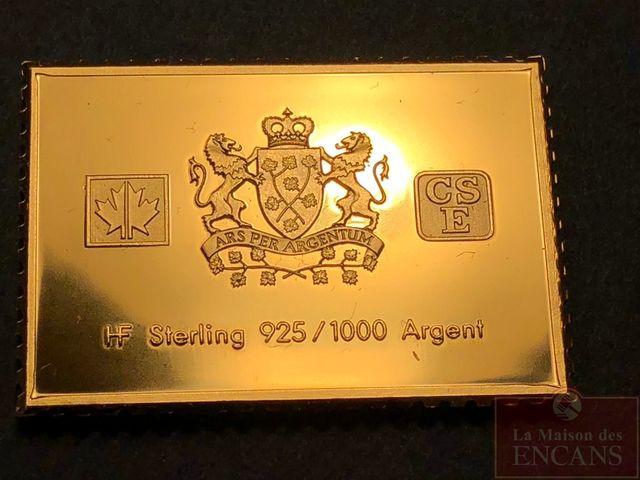 CS
E
ARS PER ARGENTUM
HF Sterling 925/1000 Argent
La Maison des
ENCANS